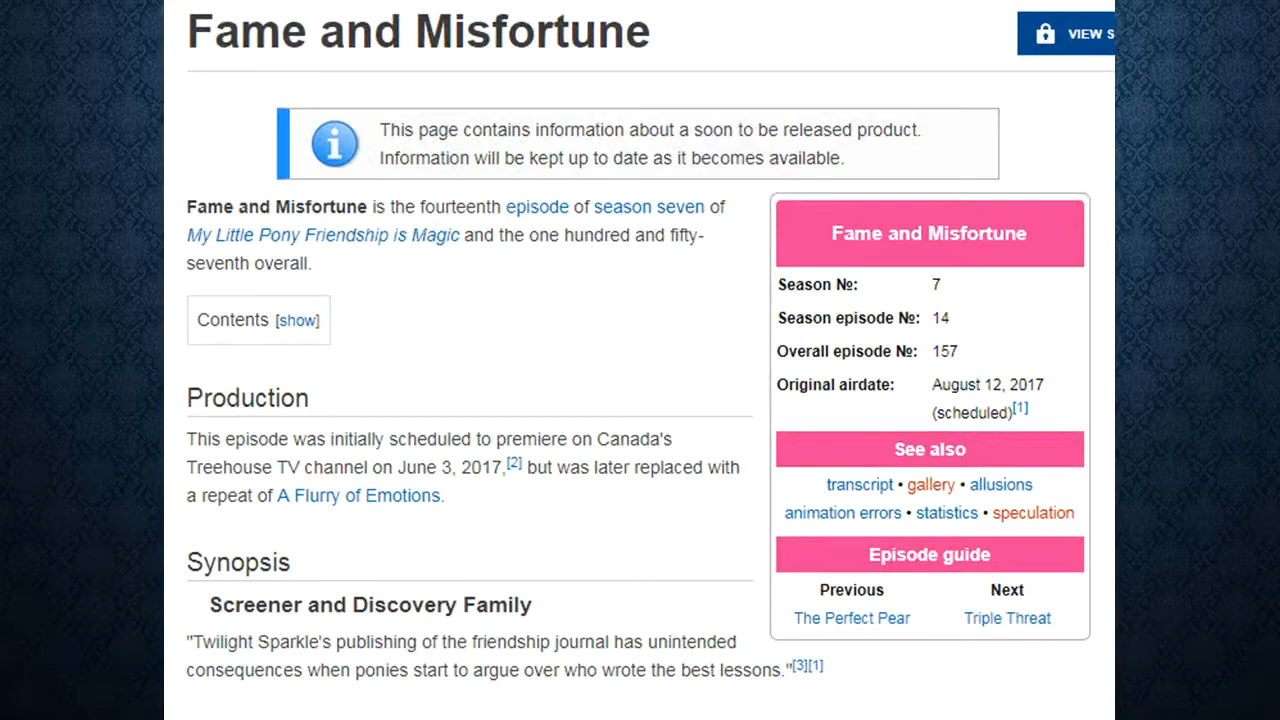 Fame and Misfortune
VIEW S
This page contains information about a soon to be released product.
Information will be kept up to date as it becomes available.
Fame and Misfortune is the fourteenth episode of season seven of
My Little Pony Friendship is Magic and the one hundred and fifty-
seventh overall.
Contents [show]
Production
This episode was initially scheduled to premiere on Canada's
Treehouse TV channel on June 3, 2017,[2] but was later replaced with
a repeat of A Flurry of Emotions.
Synopsis
Screener and Discovery Family
"Twilight Sparkle's publishing of the friendship journal has unintended
consequences when ponies start to argue over who wrote the best lessons."[3][1]
Fame and Misfortune
Season №: 7
Season episode №: 14
Overall episode №: 157
Original airdate: August 12, 2017
(scheduled)[1]
See also
transcript • gallery • allusions
animation errors • statistics • speculation
Episode guide
Previous Next
The Perfect Pear Triple Threat